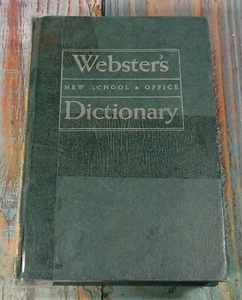 Webster's
NEW SCHOOL & OFFICE
Dictionary